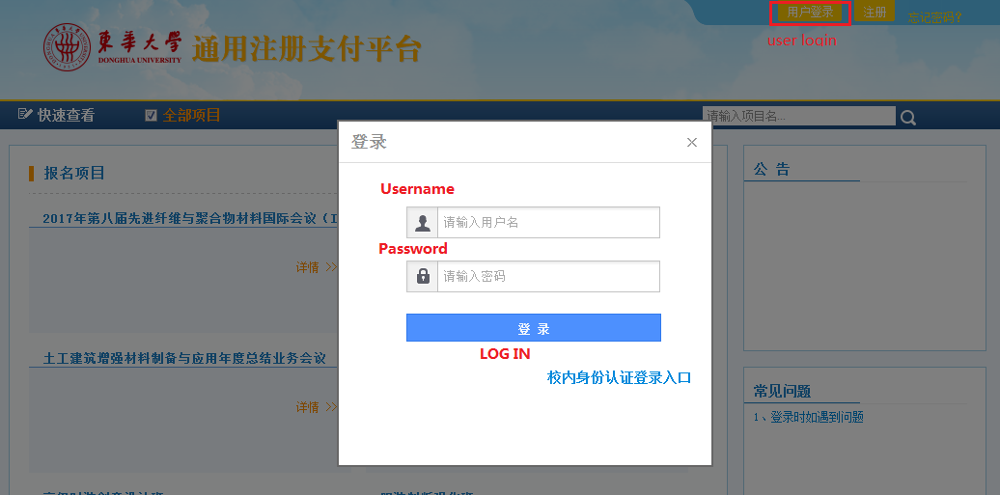 用户登录 注册 忘记密码?
user login
東華大學
DONGHUA UNIVERSITY
通用注册支付平台
快速查看 全部项目 请输入项目名...
登录 ×
报名项目
公 告
Username
2017年第八届先进纤维与聚合物材料国际会议（I
请输入用户名
Password
详情 >>
请输入密码
登 录
LOG IN
土工建筑增强材料制备与应用年度总结业务会议
校内身份认证登录入口
常见问题
详情 >>
1、登录时如遇到问题